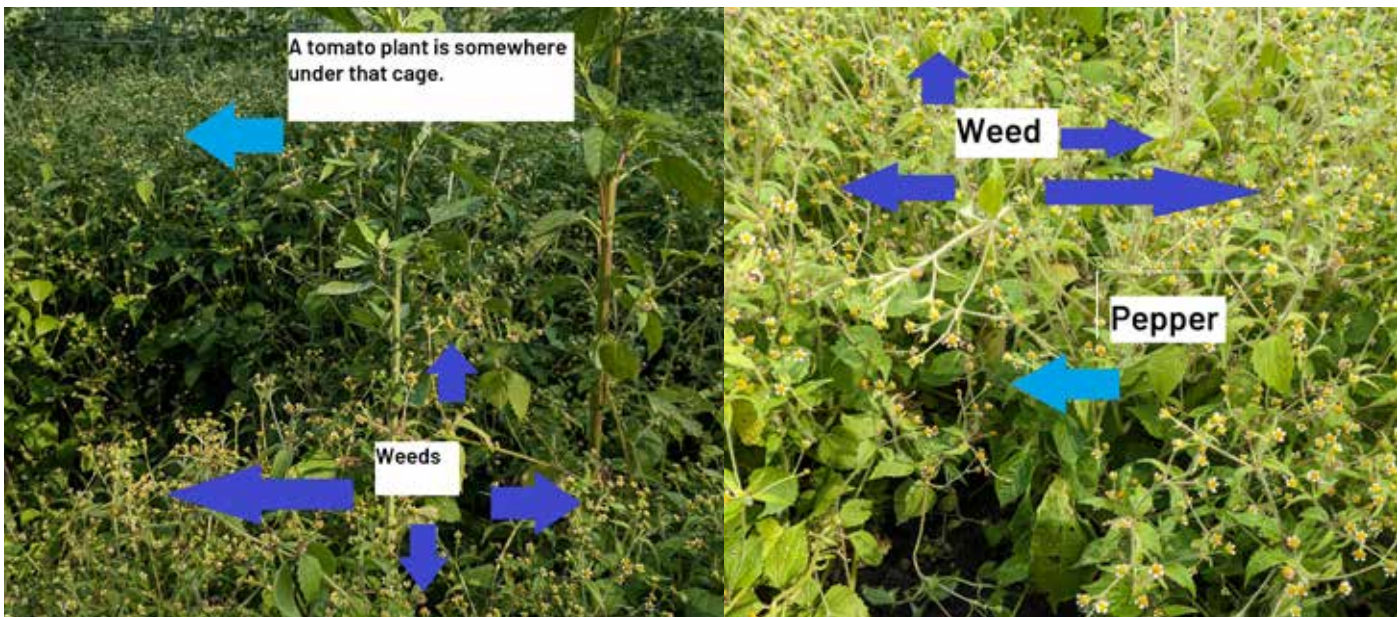 A tomato plant is somewhere
under that cage.
Weeds
Weed
Pepper